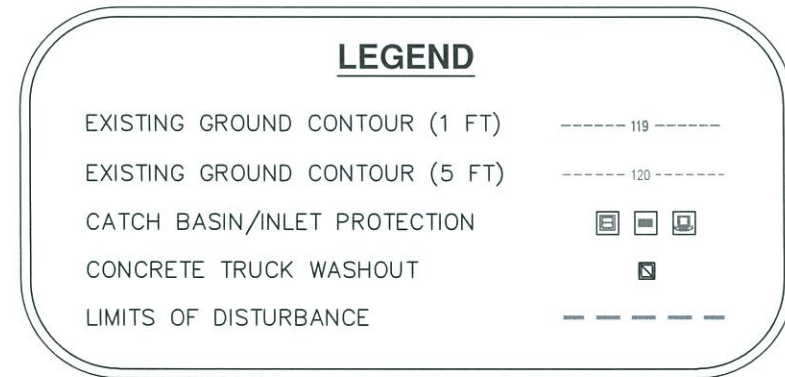 LEGEND
EXISTING GROUND CONTOUR (1 FT) 119
EXISTING GROUND CONTOUR (5 FT) 120
CATCH BASIN/INLET PROTECTION
CONCRETE TRUCK WASHOUT
LIMITS OF DISTURBANCE